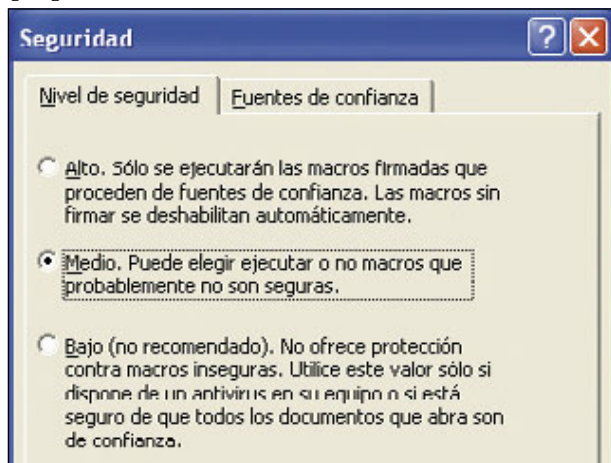 Seguridad
Nivel de seguridad
Fuentes de confianza
Alto. Sólo se ejecutarán las macros firmadas que
proceden de fuentes de confianza. Las macros sin
firmar se deshabilitan automáticamente.
Medio. Puede elegir ejecutar o no macros que
probablemente no son seguras.
Bajo (no recomendado). No ofrece protección
contra macros inseguras. Utilice este valor sólo si
dispone de un antivirus en su equipo o si está
seguro de que todos los documentos que abra son
de confianza.